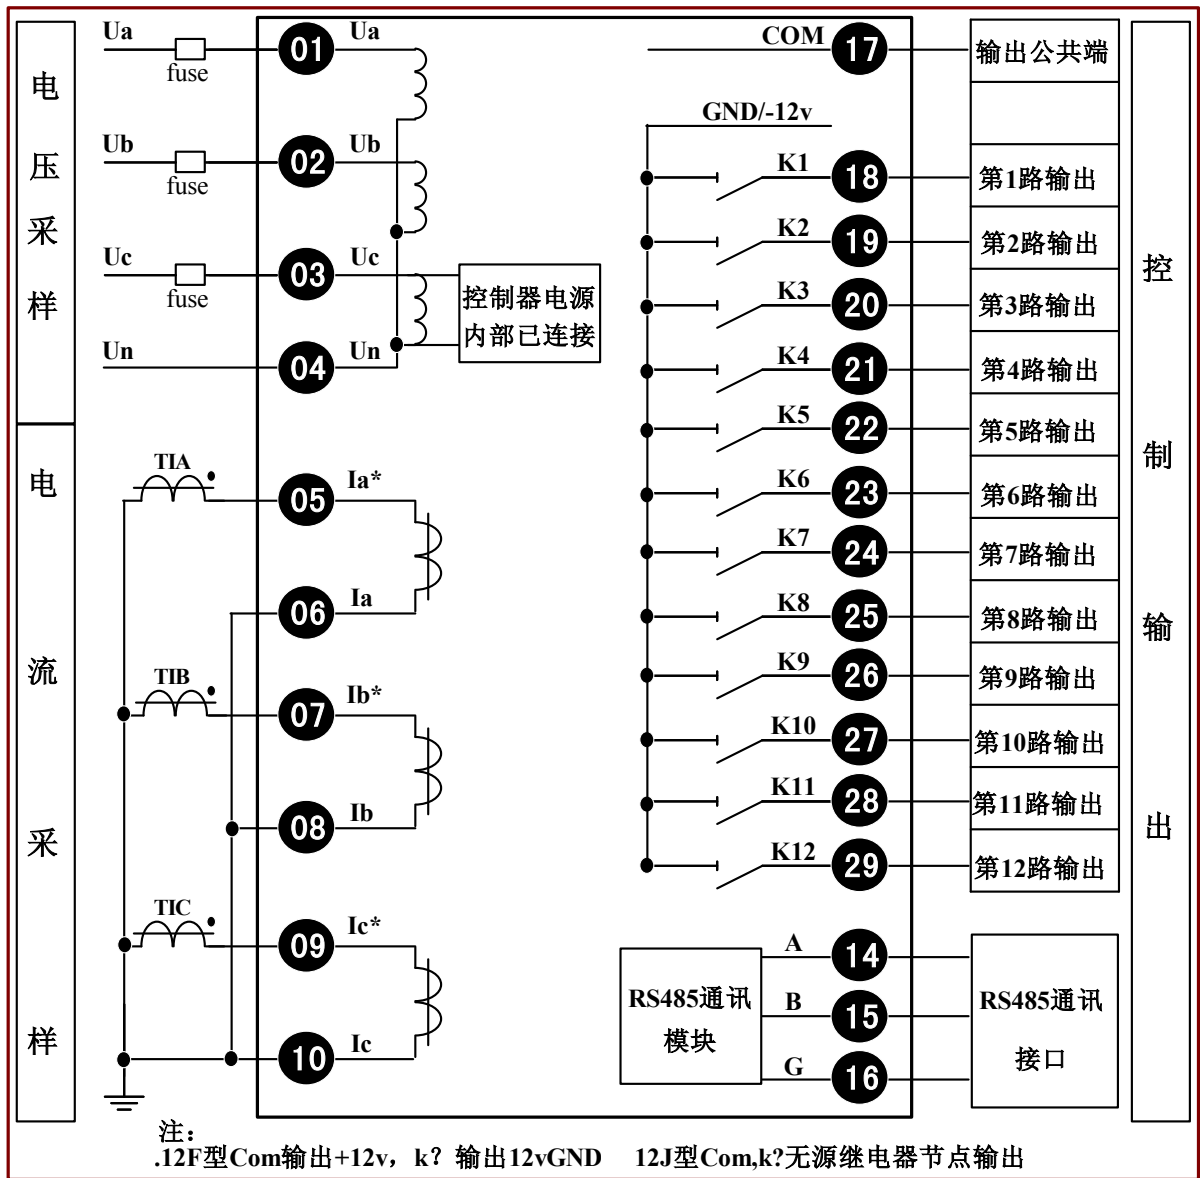 电压采样
Ua
fuse
01
Ua
Ub
fuse
02
Ub
Uc
fuse
03
Uc
Un
04
Un
控制器电源
内部已连接
电流采样
TIA
05
Ia*
06
Ia
TIB
07
Ib*
08
Ib
TIC
09
Ic*
10
Ic
COM
17
输出公共端
GND/-12v
K1
18
第1路输出
K2
19
第2路输出
K3
20
第3路输出
K4
21
第4路输出
K5
22
第5路输出
K6
23
第6路输出
K7
24
第7路输出
K8
25
第8路输出
K9
26
第9路输出
K10
27
第10路输出
K11
28
第11路输出
K12
29
第12路输出
控制输出
RS485通讯
模块
A
14
B
15
G
16
RS485通讯
接口
注：
.12F型Com输出+12v，k？输出12vGND 12J型Com,k?无源继电器节点输出